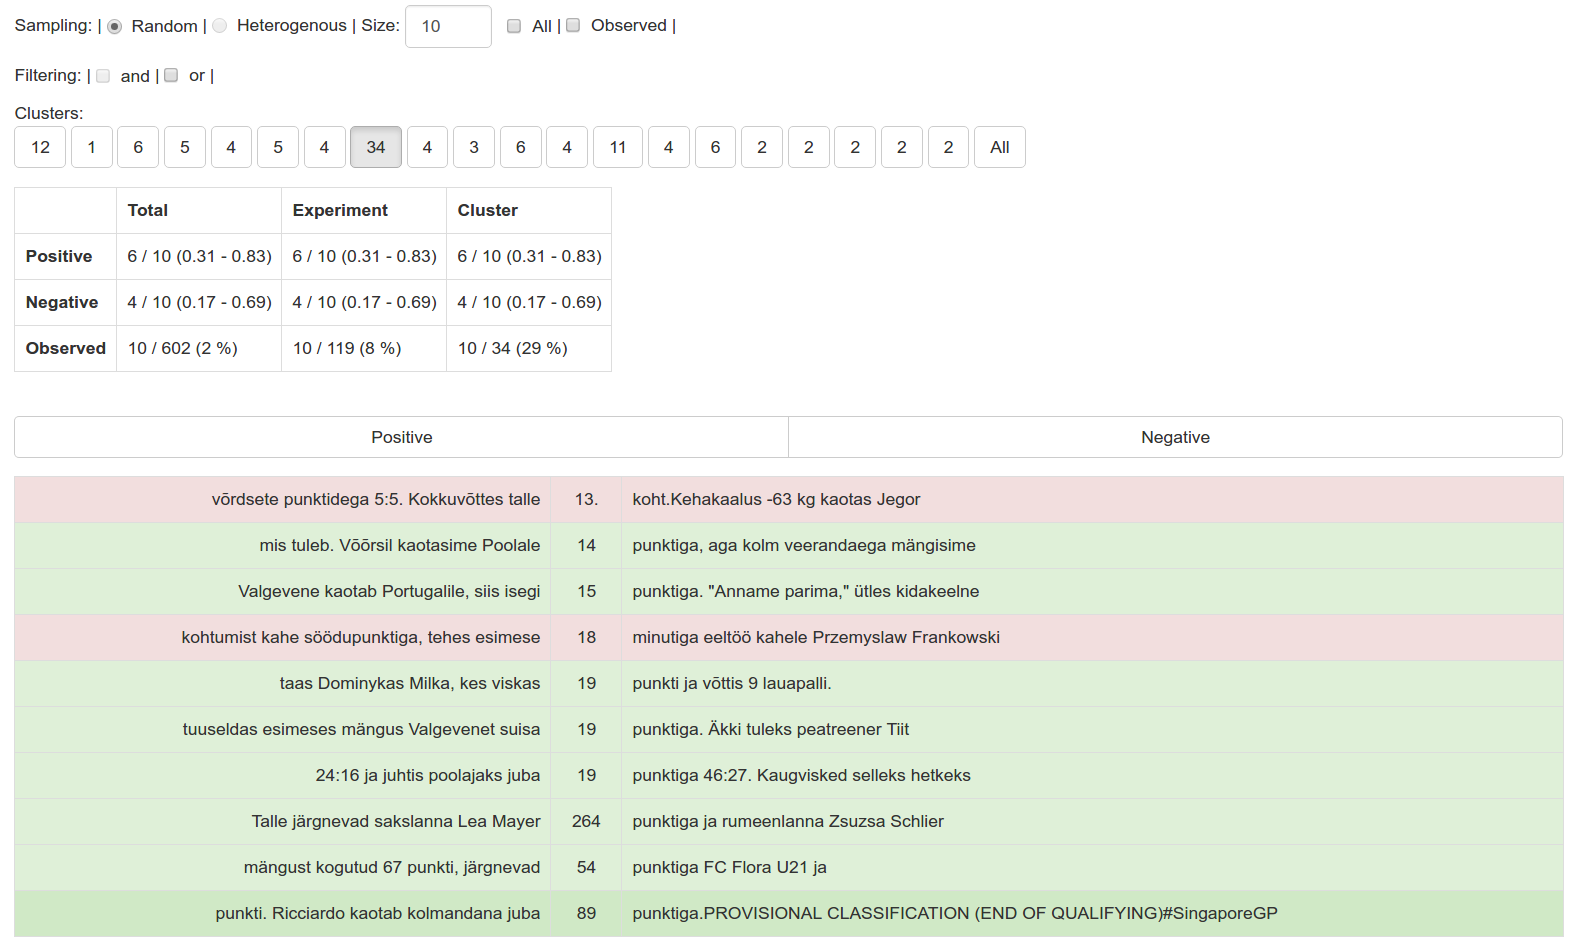 Sampling: | Random | Heterogenous | Size: 10 All | Observed |
Filtering: | and | or |
Clusters:
12 1 6 5 4 5 4 34 4 3 6 4 11 4 6 2 2 2 2 2 All
Total Experiment Cluster
Positive 6 / 10 (0.31 - 0.83) 6 / 10 (0.31 - 0.83) 6 / 10 (0.31 - 0.83)
Negative 4 / 10 (0.17 - 0.69) 4 / 10 (0.17 - 0.69) 4 / 10 (0.17 - 0.69)
Observed 10 / 602 (2 %) 10 / 119 (8 %) 10 / 34 (29 %)
Positive Negative
võrdsete punktidega 5:5. Kokkuvõttes talle 13. koht.Kehakaalus -63 kg kaotas Jegor
mis tuleb. Võõrsil kaotasime Poolale 14 punktiga, aga kolm veerandaega mängisime
Valgevene kaotab Portugalile, siis isegi 15 punktiga. "Anname parima," ütles kidakeelne
kohtumist kahe söödupunktiga, tehes esimese 18 minutiga eeltöö kahele Przemyslaw Frankowski
taas Dominykas Milka, kes viskas 19 punkti ja võttis 9 lauapalli.
tuuseldas esimeses mängus Valgevenet suisa 19 punktiga. Äkki tuleks peatreener Tiit
24:16 ja juhtis poolajaks juba 19 punktiga 46:27. Kaugvisked selleks hetkeks
Talle järgnevad sakslanna Lea Mayer 264 punktiga ja rumeenlanna Zsuzsa Schlier
mängust kogutud 67 punkti, järgnevad 54 punktiga FC Flora U21 ja
punkti. Ricciardo kaotab kolmandana juba 89 punktiga.PROVISIONAL CLASSIFICATION (END OF QUALIFYING)#SingaporeGP